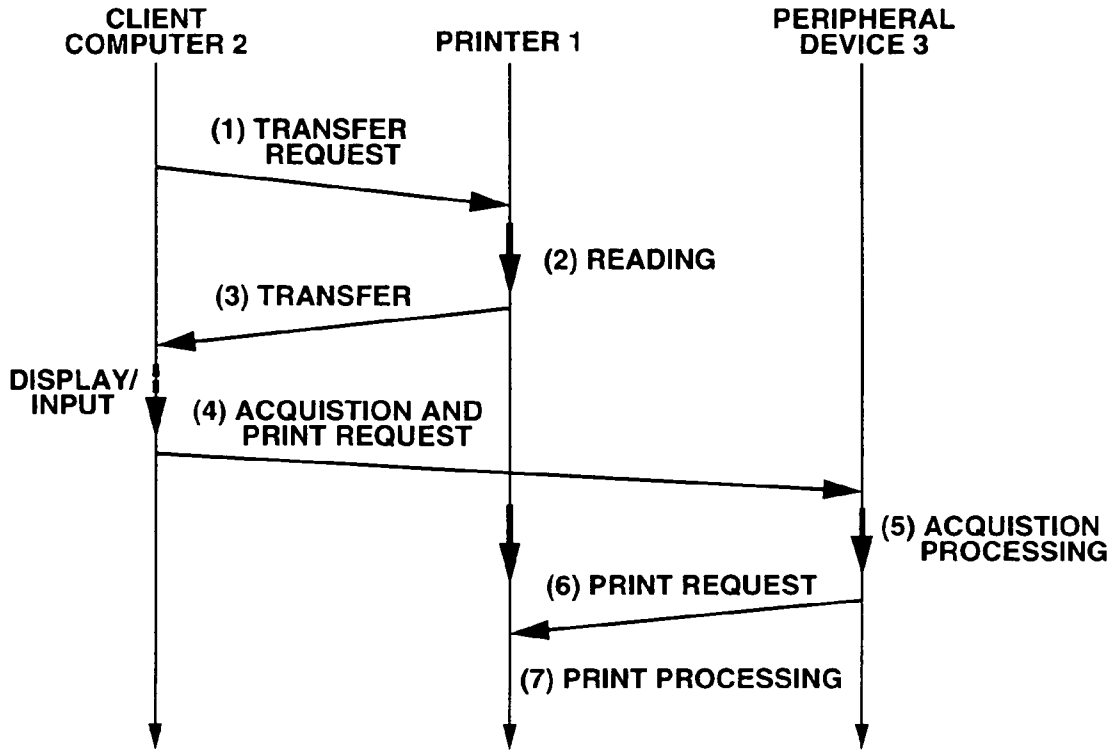 CLIENT
COMPUTER 2
PRINTER 1
PERIPHERAL
DEVICE 3
(1) TRANSFER
REQUEST
(2) READING
(3) TRANSFER
DISPLAY/
INPUT
(4) ACQUISTION AND
PRINT REQUEST
(5) ACQUISTION
PROCESSING
(6) PRINT REQUEST
(7) PRINT PROCESSING